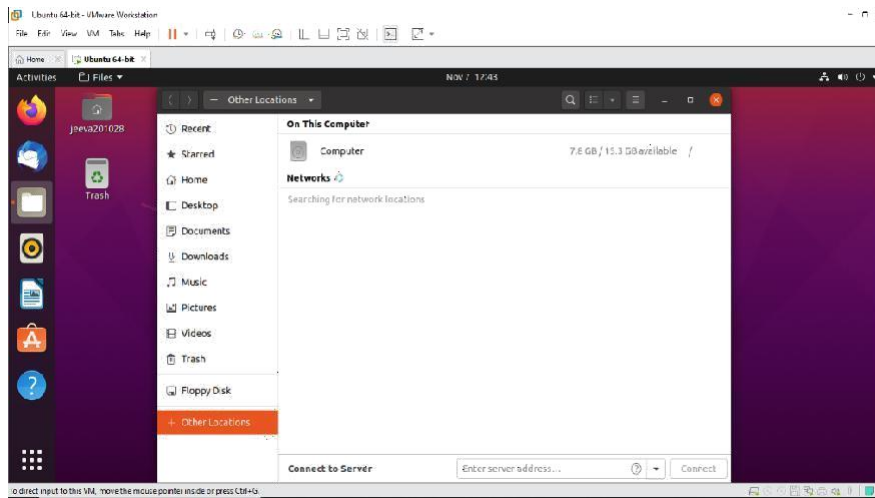 Ubuntu 64-bit - VMware Workstation
File Edit View VM Tabs Help
Home
Ubuntu 64-bit
Activities Files Nov 7 12:43
jeeva201028
Trash
Other Locations
Recent
Starred
Home
Desktop
Documents
Downloads
Music
Pictures
Videos
Trash
Floppy Disk
+ Other Locations
On This Computer
Computer 7.8 GB / 15.3 GB available /
Networks
Searching for network locations
Connect to Server Enter server address... Connect
o direct input to this VM, move the mouse pointer inside or press Ctrl+G.